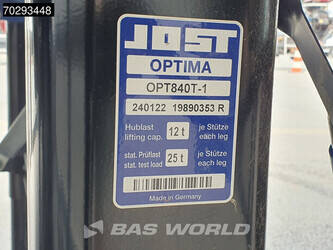 70293448
JOST
OPTIMA
OPT840T-1
240122 19890353 R
Hublast 12 t je Stütze
lifting cap. each leg
stat. Prüflast 25 t je Stütze
stat. test load each leg
Made in Germany
BAS WORLD